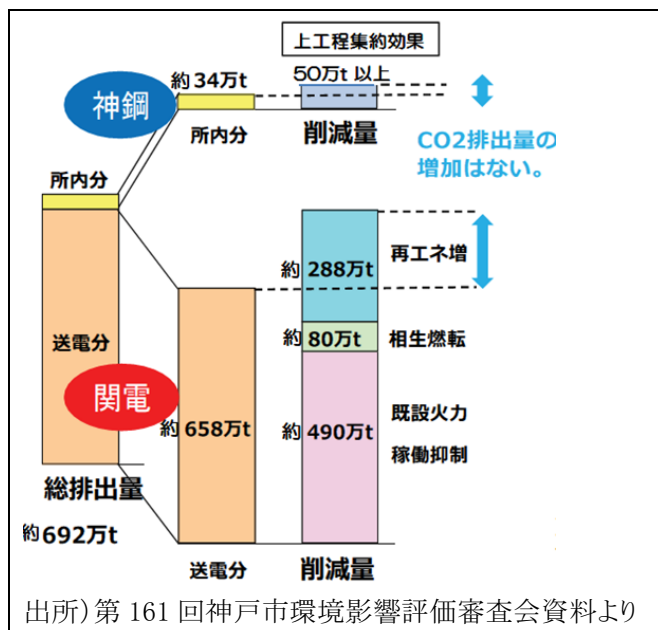 上工程集約効果
約34万t
50万t 以上
神鋼
所内分
削減量
CO2排出量の
増加はない。
所内分
約 288万t
再エネ増
送電分
約 80万t
相生燃転
関電
約 658万t
約 490万t
既設火力
稼働抑制
総排出量
約692万t
送電分
削減量
出所)第 161 回神戸市環境影響評価審査会資料より